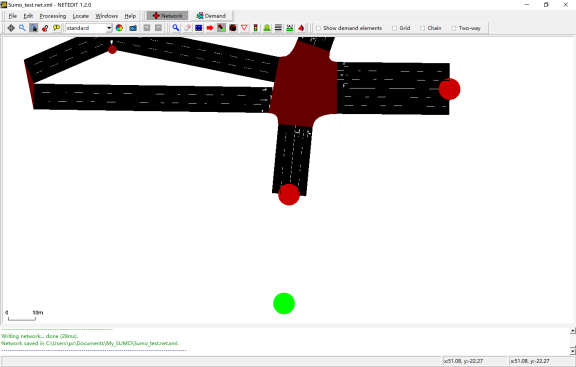 Sumo_test.net.xml - NETEDIT 1.2.0
File Edit Processing Locate Windows Help Network Demand
standard Show demand elements Grid Chain Two-way
0 10m
Writing network... done (28ms).
Network saved in C:\Users\pc\Documents\My_SUMO\Sumo_test.net.xml.
x:51.08, y:-22.27 x:51.08, y:-22.27